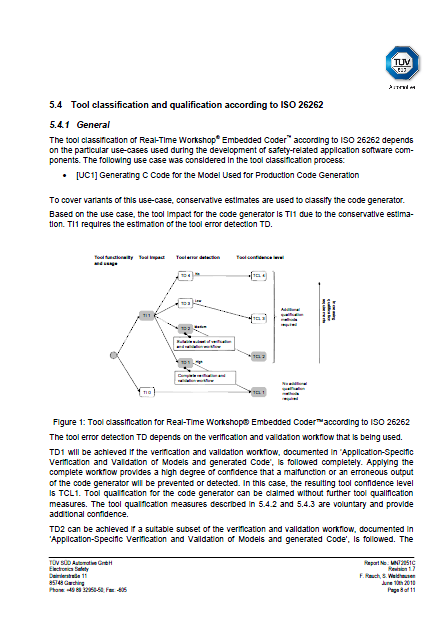 TÜV
SÜD
Automotive
5.4 Tool classification and qualification according to ISO 26262
5.4.1 General
The tool classification of Real-Time Workshop® Embedded Coder™ according to ISO 26262 depends
on the particular use-cases used during the development of safety-related application software com-
ponents. The following use case was considered in the tool classification process:
• [UC1] Generating C Code for the Model Used for Production Code Generation
To cover variants of this use-case, conservative estimates are used to classify the code generator.
Based on the use case, the tool impact for the code generator is TI1 due to the conservative estima-
tion. TI1 requires the estimation of the tool error detection TD.
Tool functionality and usage
Tool Impact
Tool error detection
Tool confidence level
TD 4
No
TCL 4
TD 3
Low
TCL 3
Additional
qualification
methods
required
TI 1
TD 2
Medium
Suitable subset of verification
and validation workflow
TCL 2
TD 1
High
Complete verification and
validation workflow
TI 0
TCL 1
No additional
qualification
methods
required
Figure 1: Tool classification for Real-Time Workshop® Embedded Coder™according to ISO 26262
The tool error detection TD depends on the verification and validation workflow that is being used.
TD1 will be achieved if the verification and validation workflow, documented in 'Application-Specific
Verification and Validation of Models and generated Code', is followed completely. Applying the
complete workflow provides a high degree of confidence that a malfunction or an erroneous output
of the code generator will be prevented or detected. In this case, the resulting tool confidence level
is TCL1. Tool qualification for the code generator can be claimed without further tool qualification
measures. The tool qualification measures described in 5.4.2 and 5.4.3 are voluntary and provide
additional confidence.
TD2 can be achieved if a suitable subset of the verification and validation workflow, documented in
'Application-Specific Verification and Validation of Models and generated Code', is followed. The
TÜV SÜD Automotive GmbH
Electronics Safety
Daimlerstraße 11
85748 Garching
Phone: +49 89 32950-50, Fax: -605
Report No.: MN72051C
Revision 1.7
F. Rauch, S. Waldhausen
June 10th 2010
Page 8 of 11